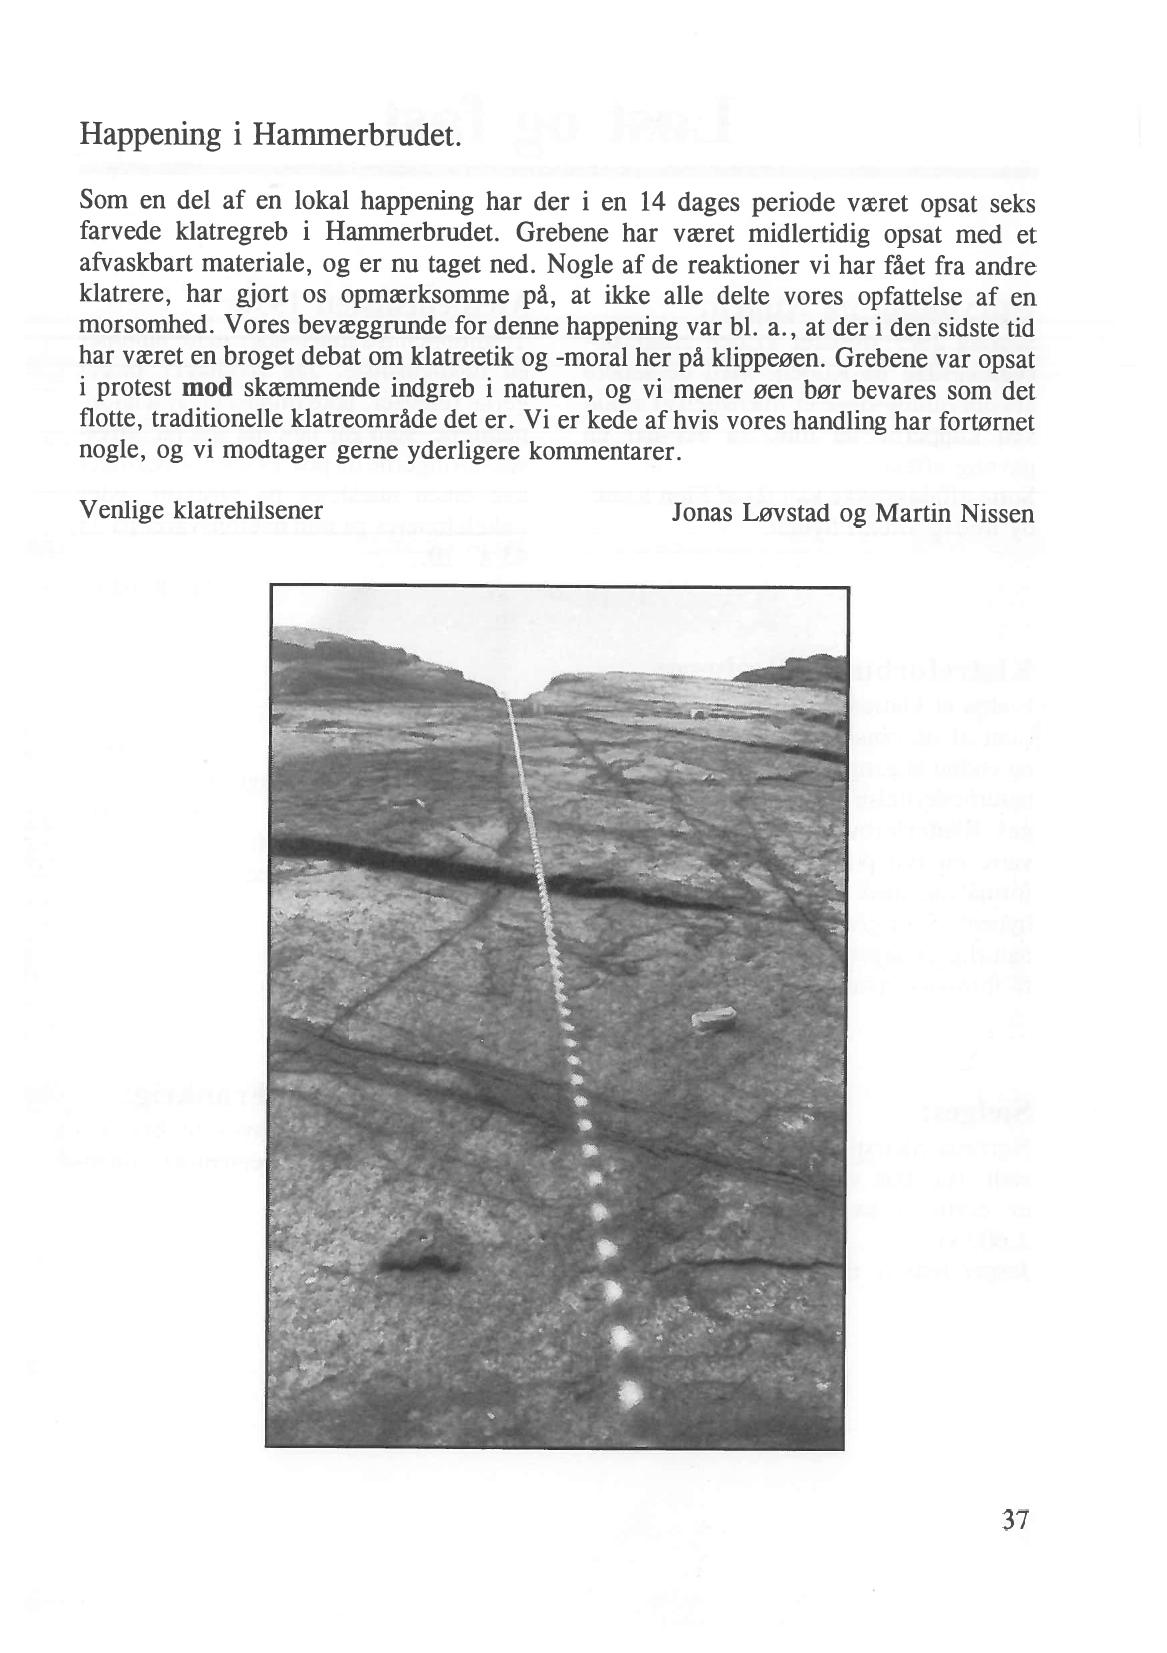 Happening i Hammerbrudet.
Som en del af en lokal happening har der i en 14 dages periode været opsat seks
farvede klatregreb i Hammerbrudet. Grebene har været midlertidig opsat med et
afvaskbart materiale, og er nu taget ned. Nogle af de reaktioner vi har fået fra andre
klatrere, har gjort os opmærksomme på, at ikke alle delte vores opfattelse af en
morsomhed. Vores bevæggrunde for denne happening var bl. a., at der i den sidste tid
har været en broget debat om klatreetik og -moral her på klippeøen. Grebene var opsat
i protest mod skæmmende indgreb i naturen, og vi mener øen bør bevares som det
flotte, traditionelle klatreområde det er. Vi er kede af hvis vores handling har fortørnet
nogle, og vi modtager gerne yderligere kommentarer.
Venlige klatrehilsener Jonas Løvstad og Martin Nissen
37